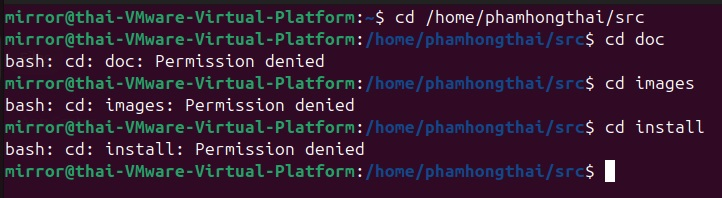 mirror@thai-VMware-Virtual-Platform:~$ cd /home/phamhongthai/src
mirror@thai-VMware-Virtual-Platform:/home/phamhongthai/src$ cd doc
bash: cd: doc: Permission denied
mirror@thai-VMware-Virtual-Platform:/home/phamhongthai/src$ cd images
bash: cd: images: Permission denied
mirror@thai-VMware-Virtual-Platform:/home/phamhongthai/src$ cd install
bash: cd: install: Permission denied
mirror@thai-VMware-Virtual-Platform:/home/phamhongthai/src$